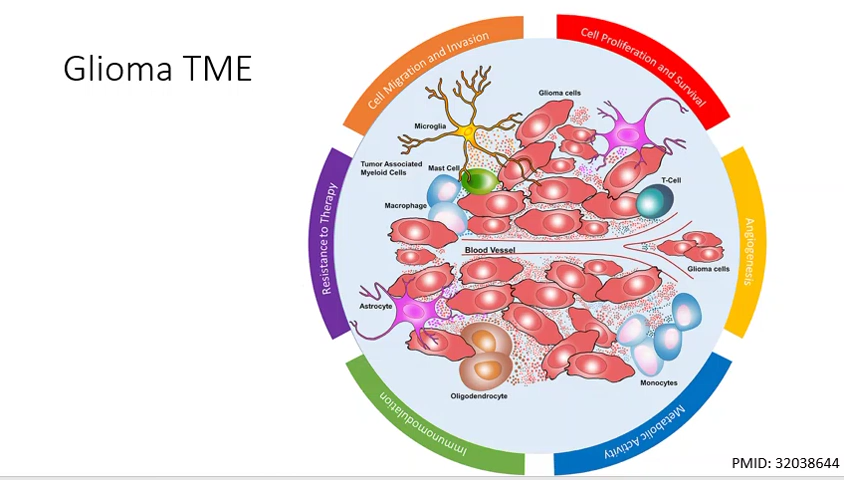 Glioma TME
Cell Migration and Invasion
Cell Proliferation and Survival
Glioma cells
Microglia
Tumor Associated
Myeloid Cells
Mast Cell
T-Cell
Macrophage
Resistance to Therapy
Angiogenesis
Blood Vessel
Glioma cells
Astrocyte
Monocytes
Oligodendrocyte
Immunomodulation
Metabolic Activity
PMID: 32038644